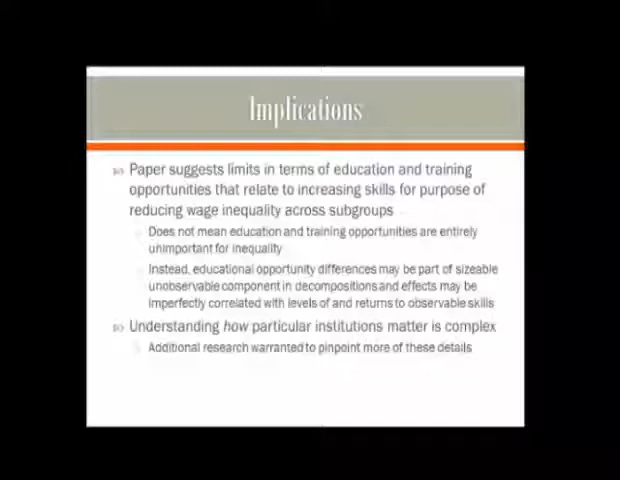 Implications
Paper suggests limits in terms of education and training
opportunities that relate to increasing skills for purpose of
reducing wage inequality across subgroups
Does not mean education and training opportunities are entirely
unimportant for inequality
Instead, educational opportunity differences may be part of sizeable
unobservable component in decompositions and effects may be
imperfectly correlated with levels of and returns to observable skills
Understanding how particular institutions matter is complex
Additional research warranted to pinpoint more of these details